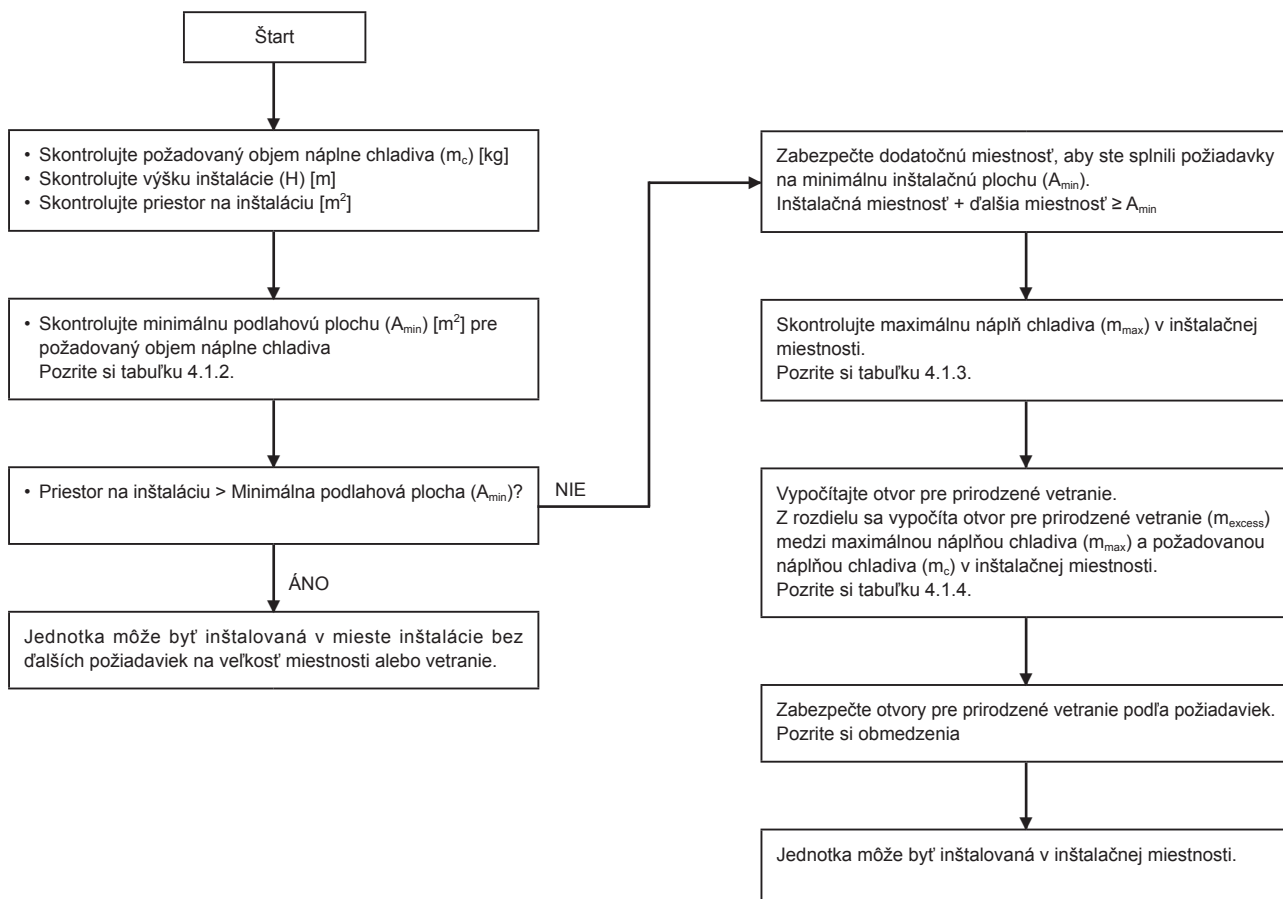 Štart
• Skontrolujte požadovaný objem náplne chladiva (mc) [kg]
• Skontrolujte výšku inštalácie (H) [m]
• Skontrolujte priestor na inštaláciu [m²]
• Skontrolujte minimálnu podlahovú plochu (Amin) [m²] pre
požadovaný objem náplne chladiva
Pozrite si tabuľku 4.1.2.
• Priestor na inštaláciu > Minimálna podlahová plocha (Amin)?
NIE
ÁNO
Jednotka môže byť inštalovaná v mieste inštalácie bez
ďalších požiadaviek na veľkosť miestnosti alebo vetranie.
Zabezpečte dodatočnú miestnosť, aby ste splnili požiadavky
na minimálnu inštalačnú plochu (Amin).
Inštalačná miestnosť + ďalšia miestnosť ≥ Amin
Skontrolujte maximálnu náplň chladiva (mmax) v inštalačnej
miestnosti.
Pozrite si tabuľku 4.1.3.
Vypočítajte otvor pre prirodzené vetranie.
Z rozdielu sa vypočíta otvor pre prirodzené vetranie (mexcess)
medzi maximálnou náplňou chladiva (mmax) a požadovanou
náplňou chladiva (mc) v inštalačnej miestnosti.
Pozrite si tabuľku 4.1.4.
Zabezpečte otvory pre prirodzené vetranie podľa požiadaviek.
Pozrite si obmedzenia
Jednotka môže byť inštalovaná v inštalačnej miestnosti.